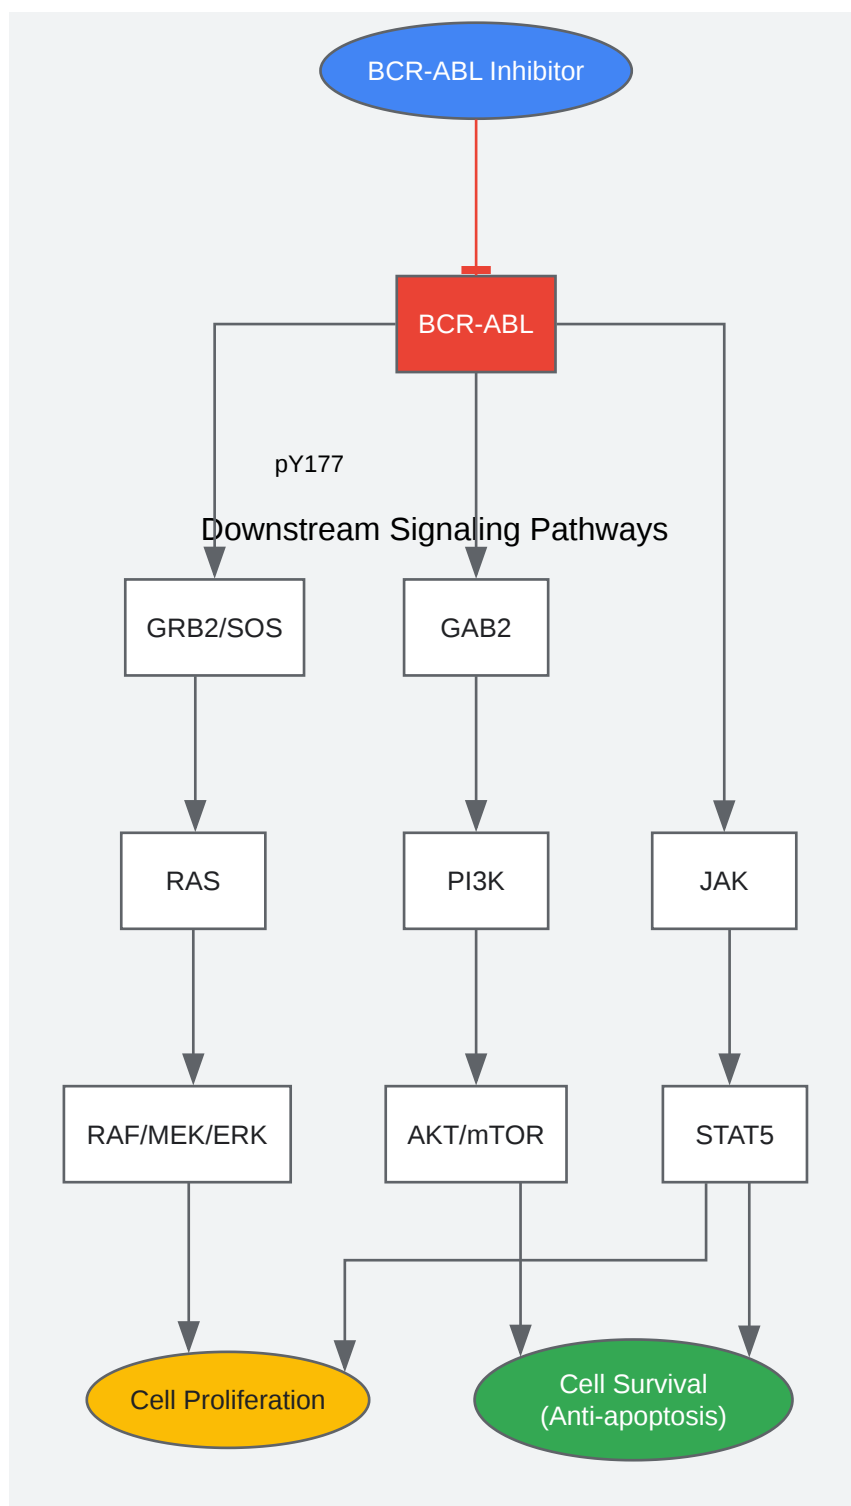 BCR-ABL Inhibitor
BCR-ABL
pY177
Downstream Signaling Pathways
GRB2/SOS
GAB2
RAS
PI3K
JAK
RAF/MEK/ERK
AKT/mTOR
STAT5
Cell Proliferation
Cell Survival
(Anti-apoptosis)